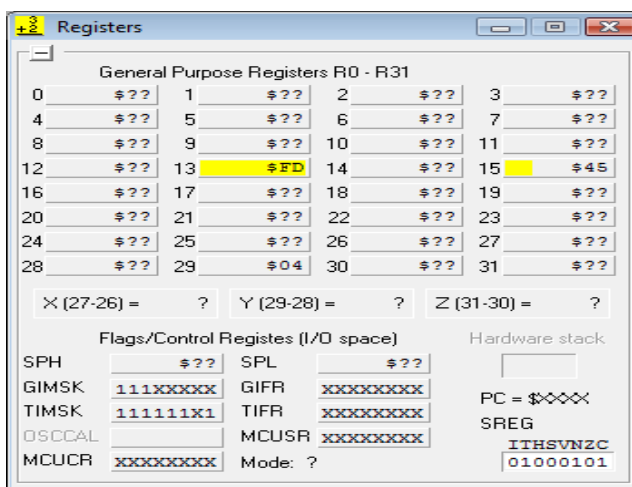 Registers
General Purpose Registers R0 - R31
0 $?? 1 $?? 2 $?? 3 $??
4 $?? 5 $?? 6 $?? 7 $??
8 $?? 9 $?? 10 $?? 11 $??
12 $?? 13 $FD 14 $?? 15 $45
16 $?? 17 $?? 18 $?? 19 $??
20 $?? 21 $?? 22 $?? 23 $??
24 $?? 25 $?? 26 $?? 27 $??
28 $?? 29 $04 30 $?? 31 $??
X (27-26) = ? Y (29-28) = ? Z (31-30) = ?
Flags/Control Registes (I/O space) Hardware stack
SPH $?? SPL $??
GIMSK 111XXXXX GIFR XXXXXXXX
PC = $XXXX
TIMSK 111111X1 TIFR XXXXXXXX
SREG
OSCCAL MCUSR XXXXXXXX
ITHSVNZC
MCUCR XXXXXXXX Mode: ? 01000101